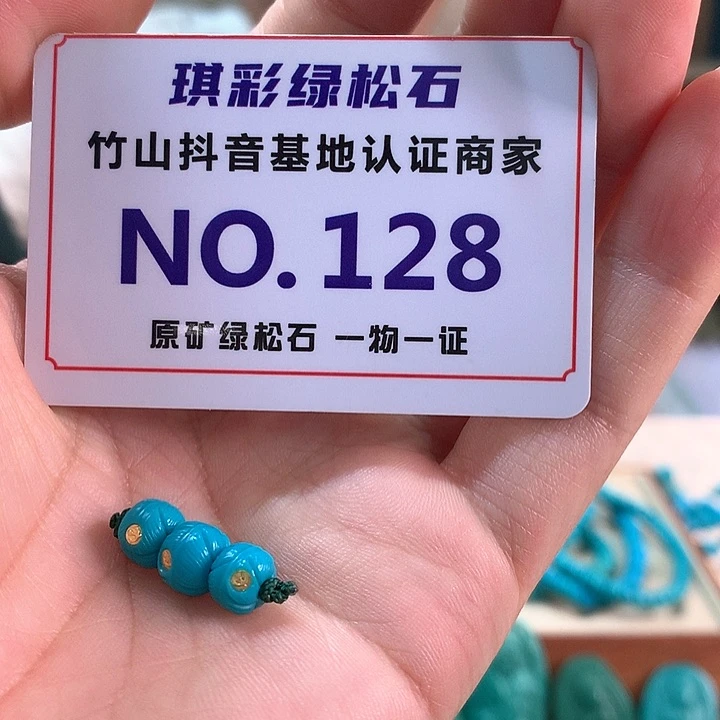 琪彩绿松石
竹山抖音基地认证商家
NO.128
原矿绿松石 一物一证